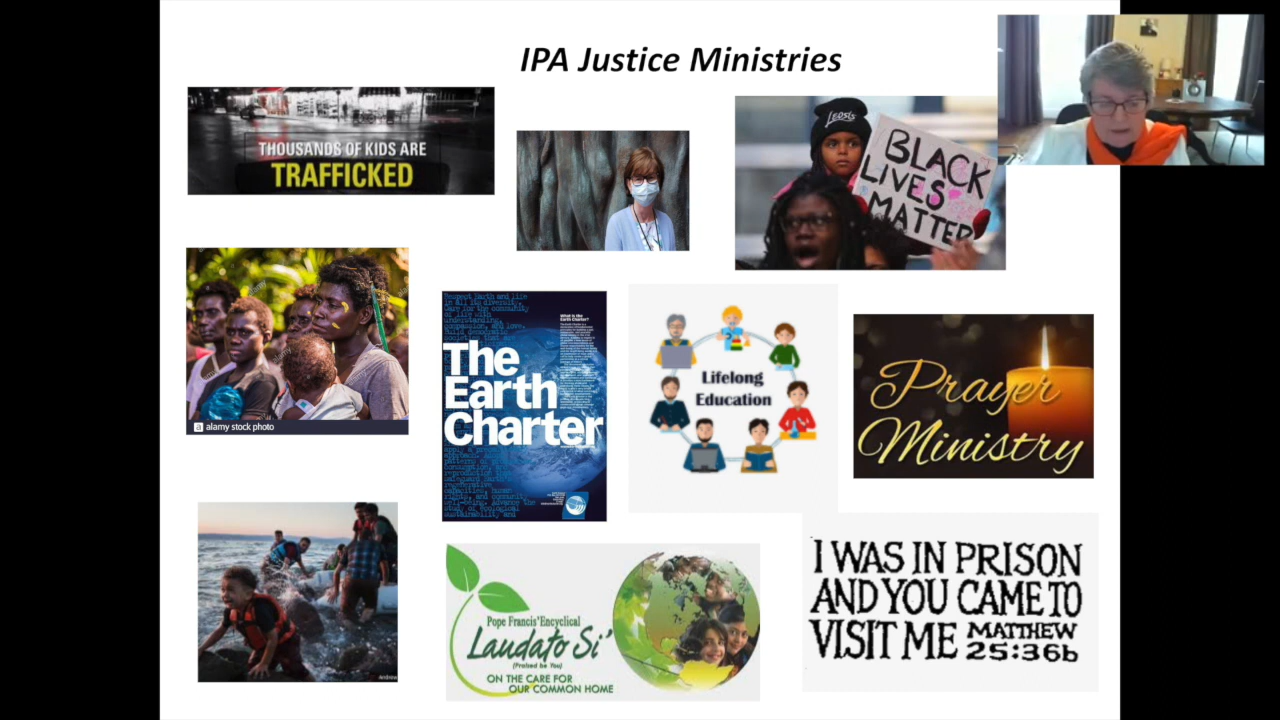 IPA Justice Ministries
THOUSANDS OF KIDS ARE
TRAFFICKED
Leosis
BLACK
LIVES
MATTER
a alamy stock photo
The
Earth
Charter
What is the
Earth Charter?
Lifelong
Education
Prayer
Ministry
Andrew
Pope Francis' Encyclical
Laudato Si'
(Praised be You)
ON THE CARE FOR
OUR COMMON HOME
I WAS IN PRISON
AND YOU CAME TO
VISIT ME MATTHEW
25:36b